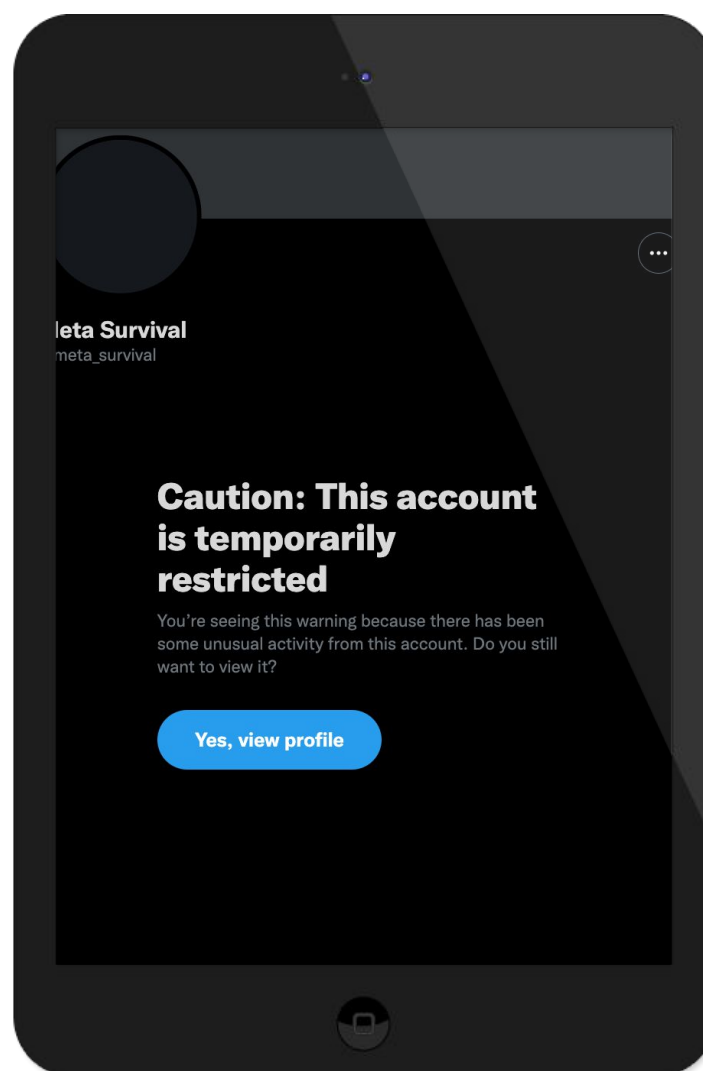 leta Survival
meta_survival
Caution: This account
is temporarily
restricted
You’re seeing this warning because there has been
some unusual activity from this account. Do you still
want to view it?
Yes, view profile